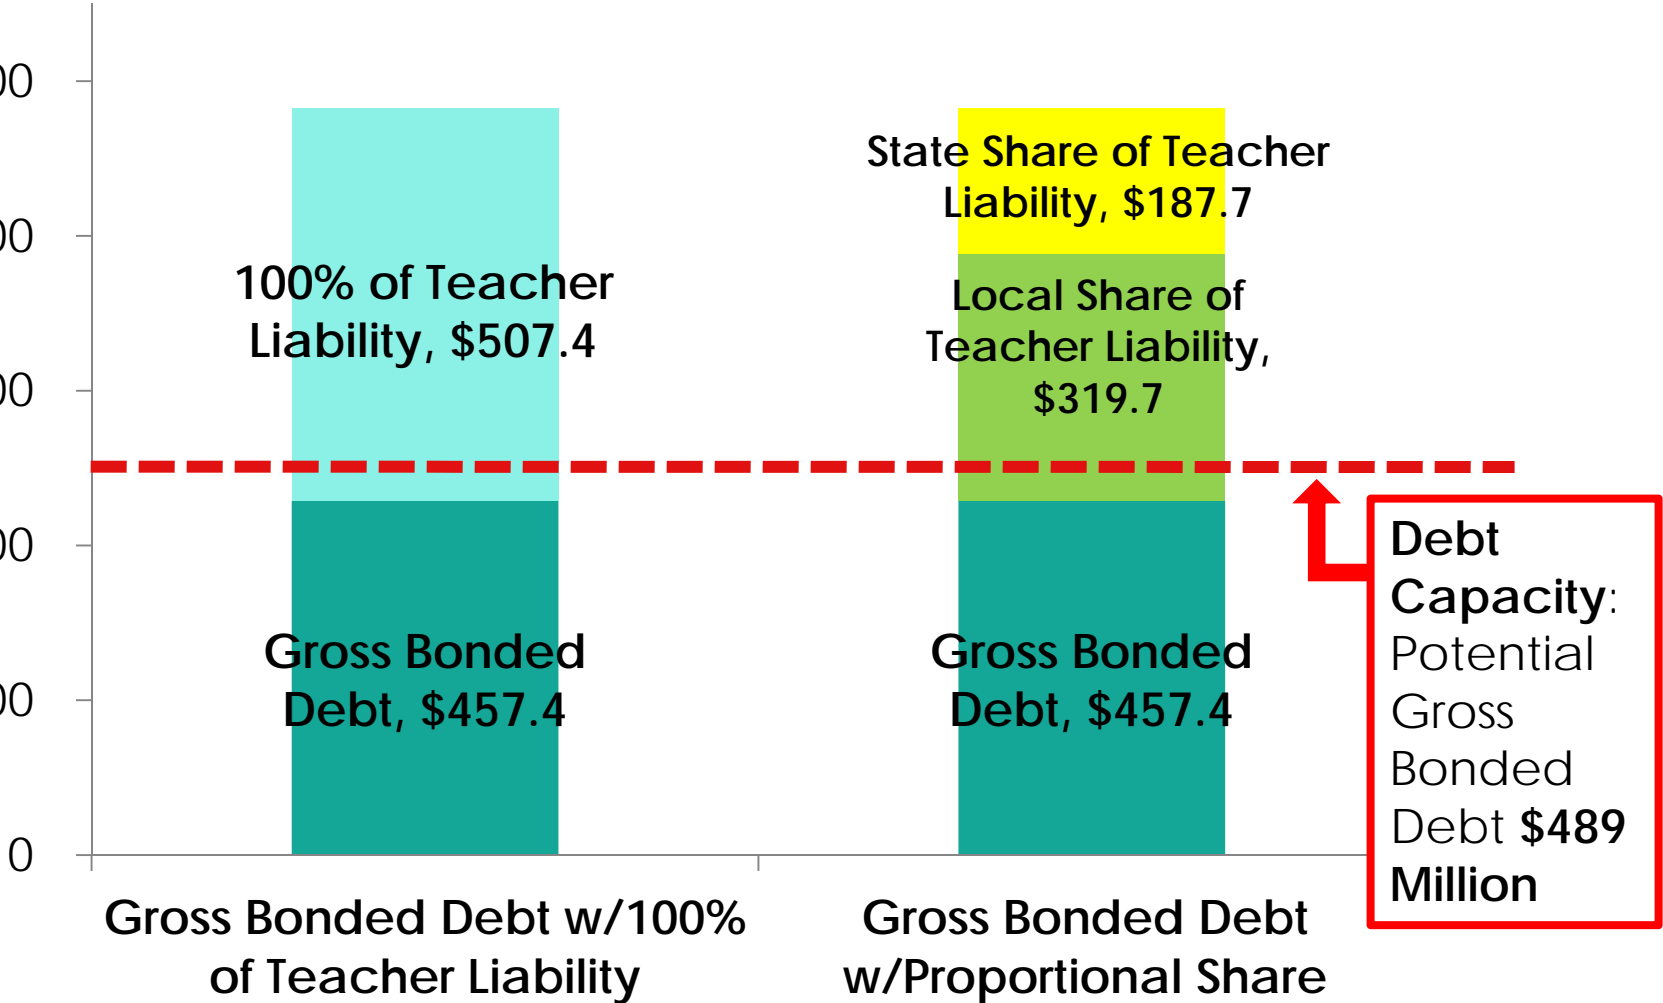 00
00
00
00
00
0
State Share of Teacher
Liability, $187.7
100% of Teacher
Liability, $507.4
Local Share of
Teacher Liability,
$319.7
Gross Bonded
Debt, $457.4
Gross Bonded
Debt, $457.4
Debt
Capacity:
Potential
Gross
Bonded
Debt $489
Million
Gross Bonded Debt w/100%
of Teacher Liability
Gross Bonded Debt
w/Proportional Share